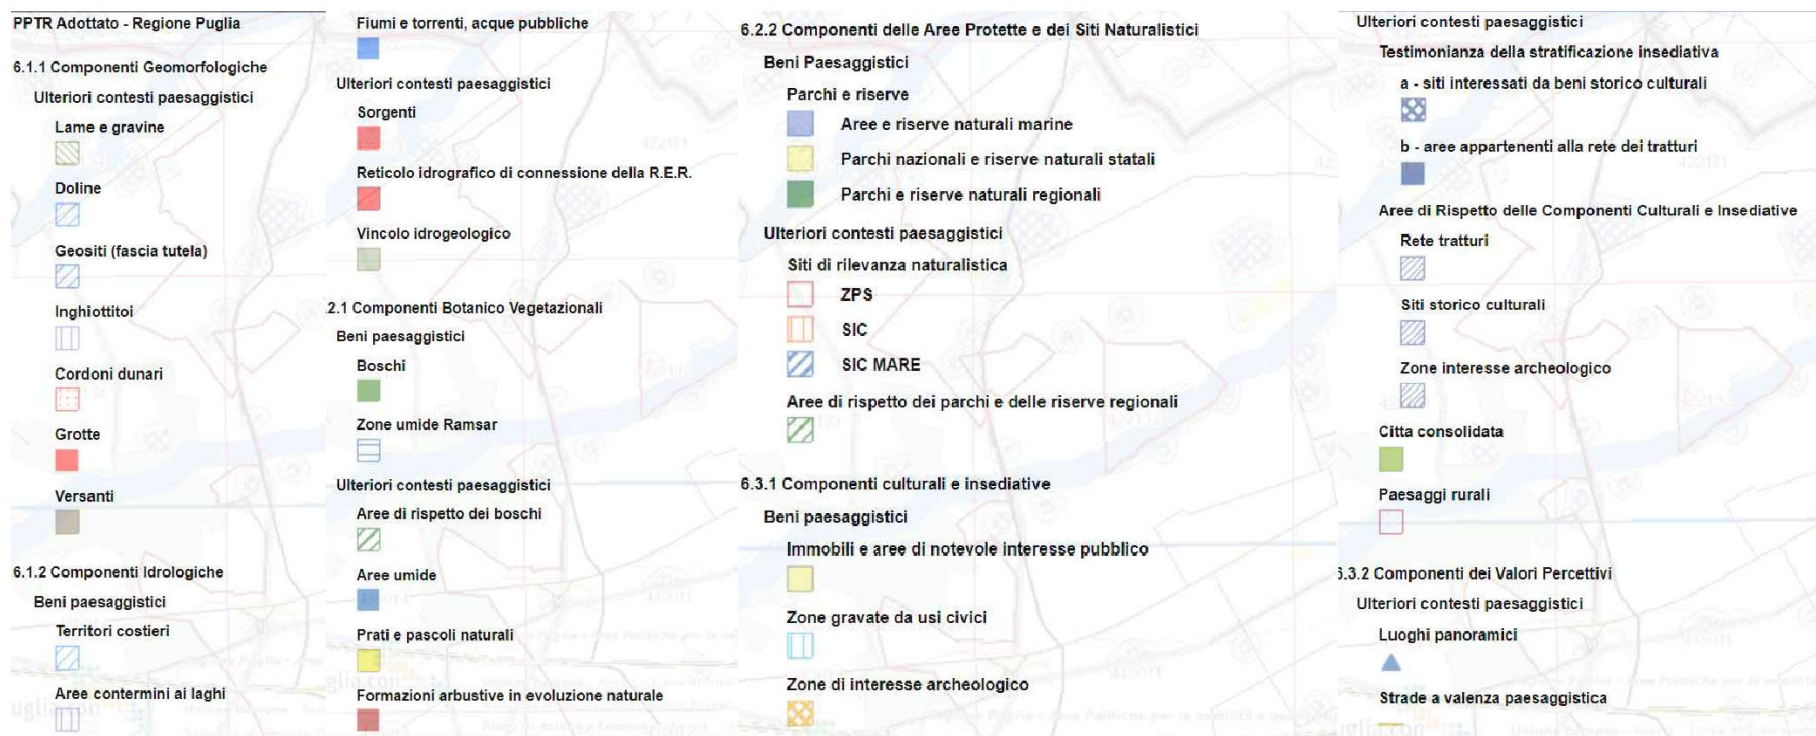 PPTR Adottato - Regione Puglia
6.1.1 Componenti Geomorfologiche
Ulteriori contesti paesaggistici
Lame e gravine
Doline
Geositi (fascia tutela)
Inghiottitoi
Cordoni dunari
Grotte
Versanti
6.1.2 Componenti Idrologiche
Beni paesaggistici
Territori costieri
Aree contermini ai laghi
Fiumi e torrenti, acque pubbliche
Ulteriori contesti paesaggistici
Sorgenti
Reticolo idrografico di connessione della R.E.R.
Vincolo idrogeologico
.2.1 Componenti Botanico Vegetazionali
Beni paesaggistici
Boschi
Zone umide Ramsar
Ulteriori contesti paesaggistici
Aree di rispetto dei boschi
Aree umide
Prati e pascoli naturali
Formazioni arbustive in evoluzione naturale
6.2.2 Componenti delle Aree Protette e dei Siti Naturalistici
Beni Paesaggistici
Parchi e riserve
Aree e riserve naturali marine
Parchi nazionali e riserve naturali statali
Parchi e riserve naturali regionali
Ulteriori contesti paesaggistici
Siti di rilevanza naturalistica
ZPS
SIC
SIC MARE
Aree di rispetto dei parchi e delle riserve regionali
6.3.1 Componenti culturali e insediative
Beni paesaggistici
Immobili e aree di notevole interesse pubblico
Zone gravate da usi civici
Zone di interesse archeologico
Ulteriori contesti paesaggistici
Testimonianza della stratificazione insediativa
a - siti interessati da beni storico culturali
b - aree appartenenti alla rete dei tratturi
Aree di Rispetto delle Componenti Culturali e Insediative
Rete tratturi
Siti storico culturali
Zone interesse archeologico
Citta consolidata
Paesaggi rurali
6.3.2 Componenti dei Valori Percettivi
Ulteriori contesti paesaggistici
Luoghi panoramici
Strade a valenza paesaggistica